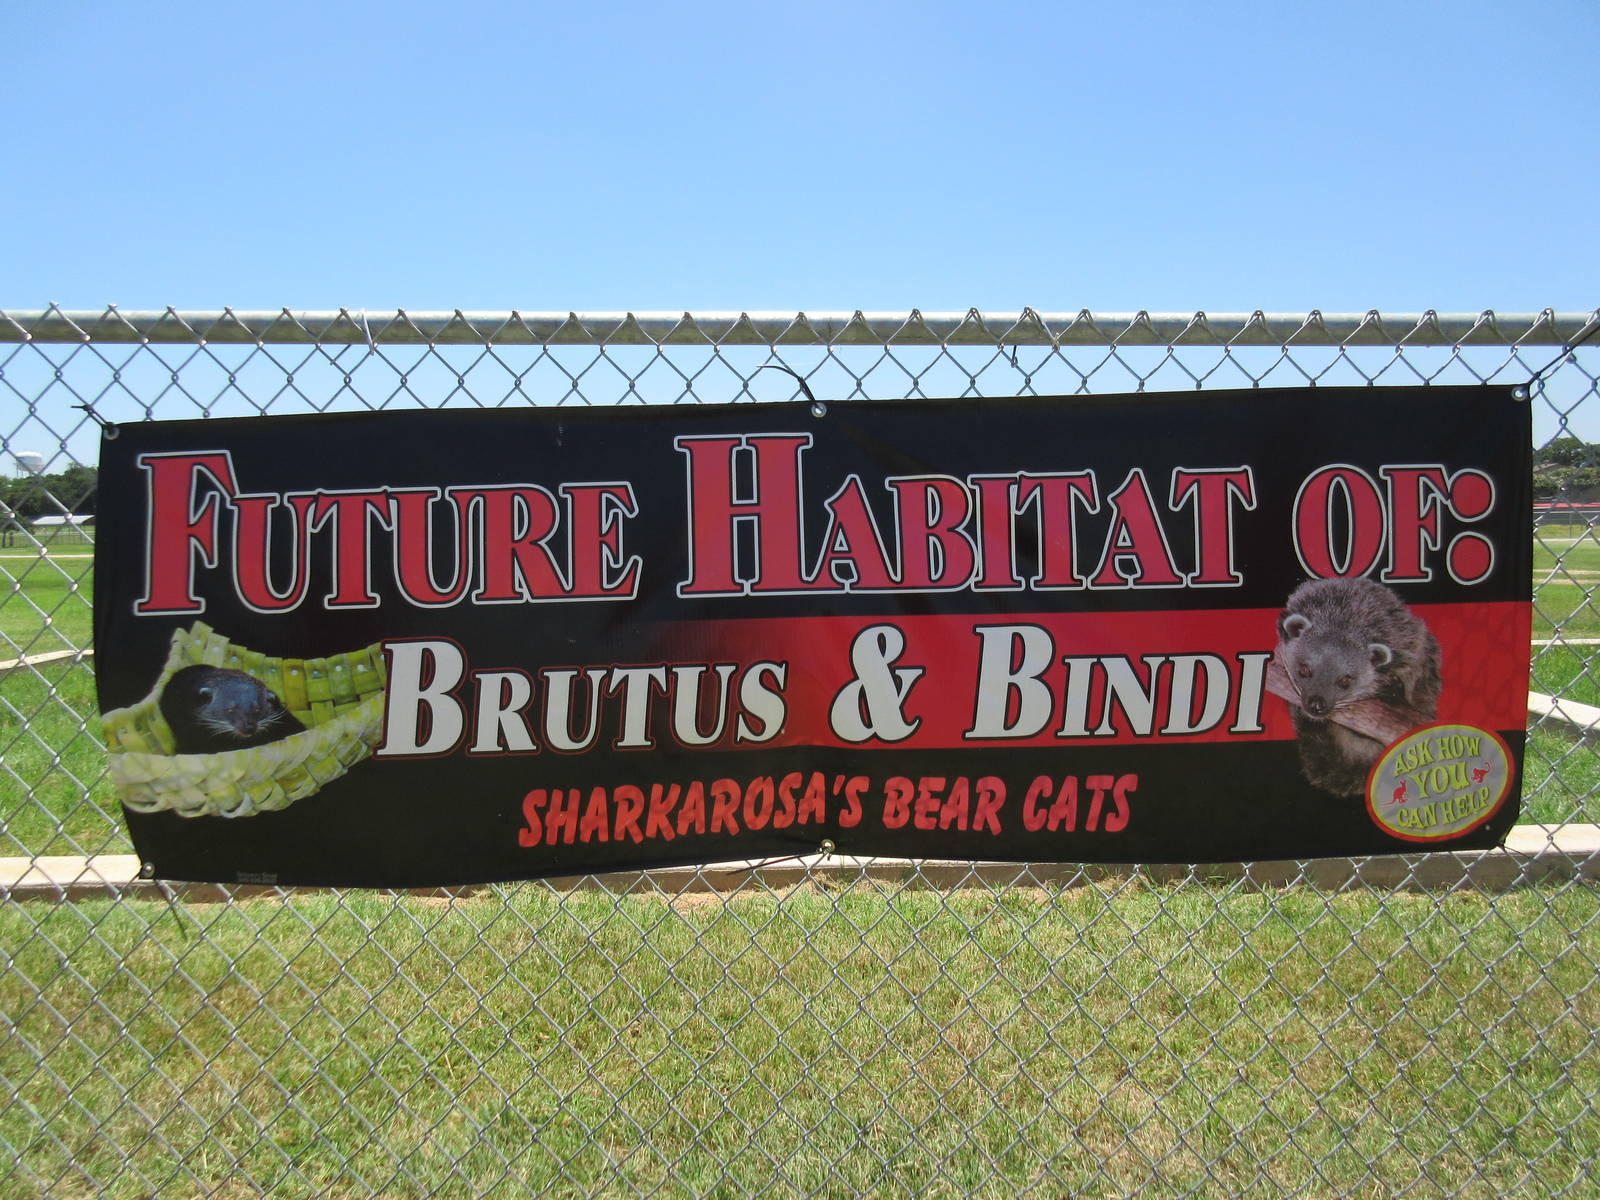 FUTURE HABITAT OF:
BRUTUS & BINDI
SHARKAROSA'S BEAR CATS
ASK HOW
YOU
CAN HELP